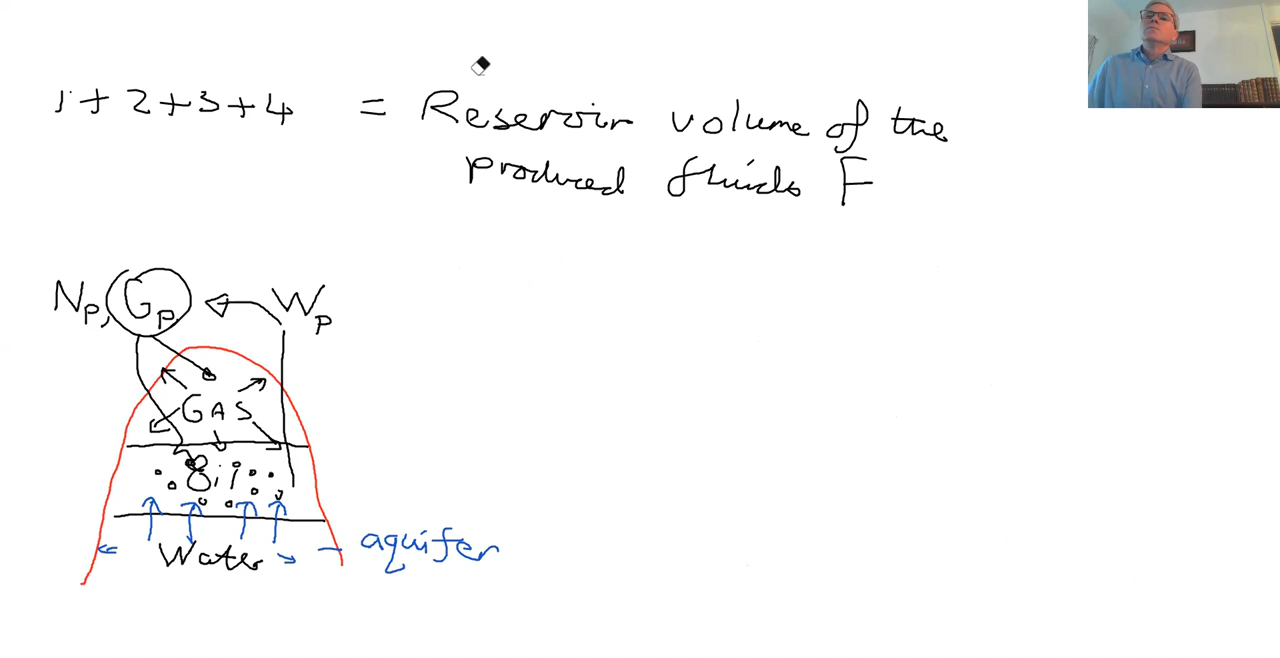 1 + 2 + 3 + 4 = Reservoir volume of the
produced fluids F
Np, Gp Wp
GAS
Oil
Water aquifer